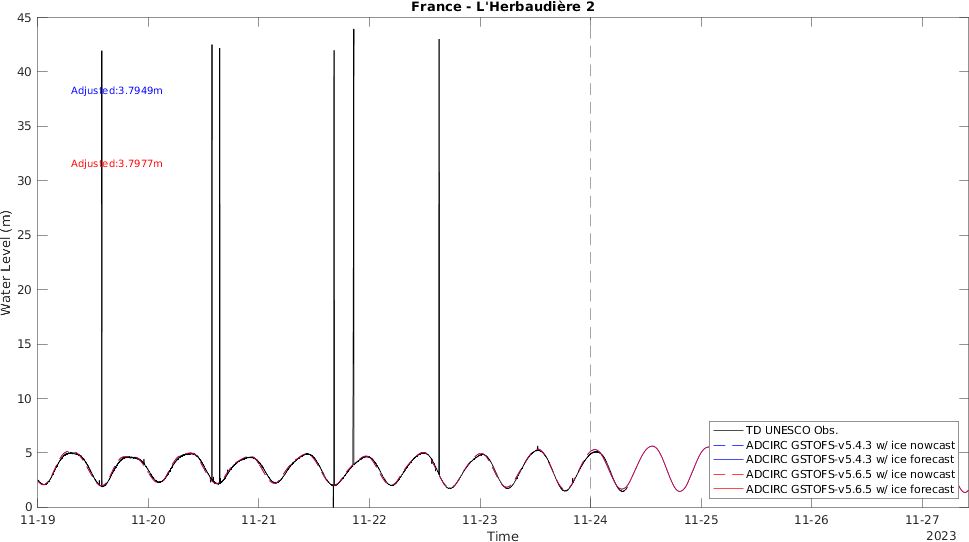 France - L'Herbaudière 2
45
40
35
30
25
20
15
10
5
0
Water Level (m)
Adjusted:3.7949m
Adjusted:3.7977m
TD UNESCO Obs.
ADCIRC GSTOFS-v5.4.3 w/ ice nowcast
ADCIRC GSTOFS-v5.4.3 w/ ice forecast
ADCIRC GSTOFS-v5.6.5 w/ ice nowcast
ADCIRC GSTOFS-v5.6.5 w/ ice forecast
11-19 11-20 11-21 11-22 11-23 11-24 11-25 11-26 11-27
Time
2023